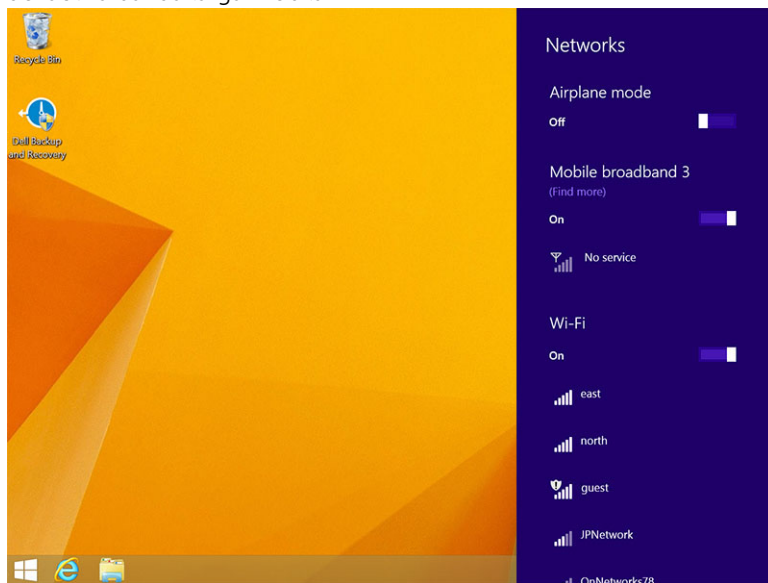 Recycle Bin
Dell Backup
and Recovery
Networks
Airplane mode
Off
Mobile broadband 3
(Find more)
On
No service
Wi-Fi
On
east
north
guest
JPNetwork
OnNetworks78